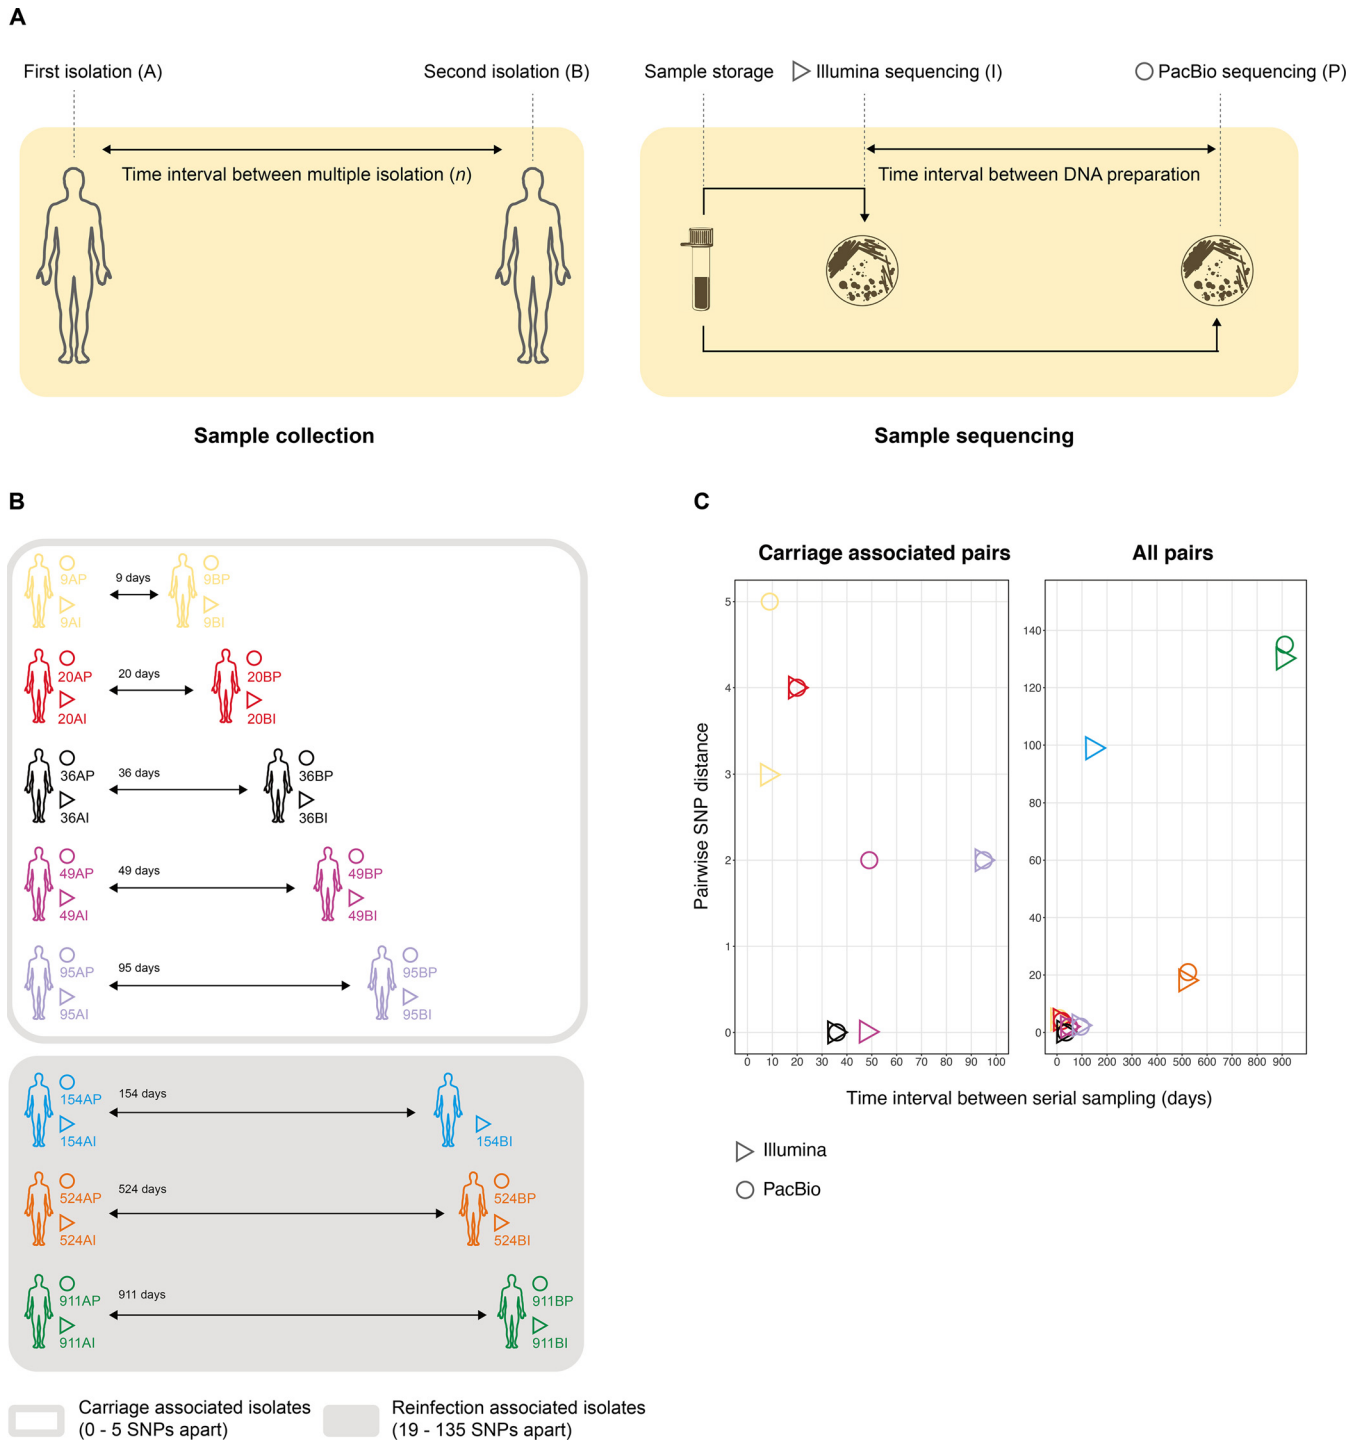 A
First isolation (A)
Second isolation (B)
Sample storage
Illumina sequencing (I)
PacBio sequencing (P)
Time interval between multiple isolation (n)
Time interval between DNA preparation
Sample collection
Sample sequencing
B
9AP
9AI
9 days
9BP
9BI
20AP
20AI
20 days
20BP
20BI
36AP
36AI
36 days
36BP
36BI
49AP
49AI
49 days
49BP
49BI
95AP
95AI
95 days
95BP
95BI
154AP
154AI
154 days
154BI
524AP
524AI
524 days
524BP
524BI
911AP
911AI
911 days
911BP
911BI
Carriage associated isolates
(0 - 5 SNPs apart)
Reinfection associated isolates
(19 - 135 SNPs apart)
C
Carriage associated pairs
All pairs
Pairwise SNP distance
5
4
3
2
1
0
0 10 20 30 40 50 60 70 80 90 100
140
120
100
80
60
40
20
0
0 100 200 300 400 500 600 700 800 900
Time interval between serial sampling (days)
Illumina
PacBio